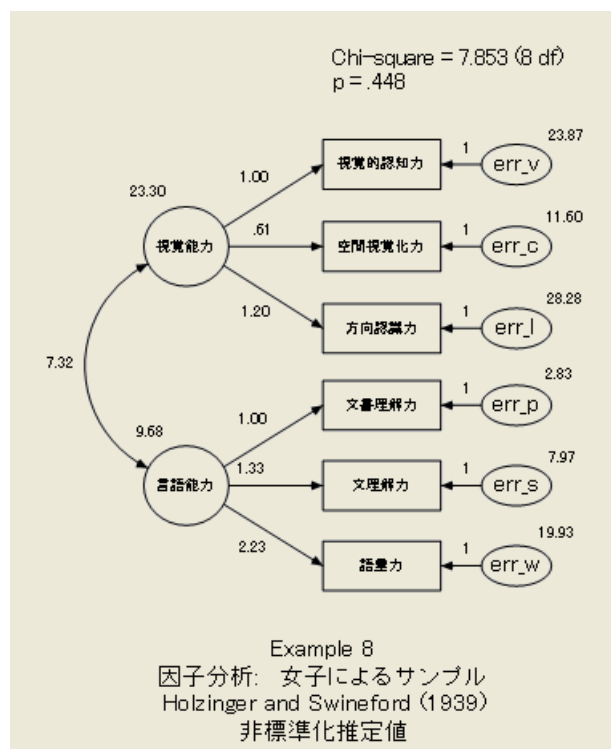 Chi-square = 7.853 (8 df)
p = .448
23.87
1
視覚的認知力
err_v
1.00
23.30
11.60
1
.61
視覚能力
空間視覚化力
err_c
28.28
1
1.20
方向認識力
err_l
7.32
2.83
1
文書理解力
err_p
1.00
9.68
7.97
1
1.33
言語能力
文理解力
err_s
19.93
1
2.23
語彙力
err_w
Example 8
因子分析: 女子によるサンプル
Holzinger and Swineford (1939)
非標準化推定値